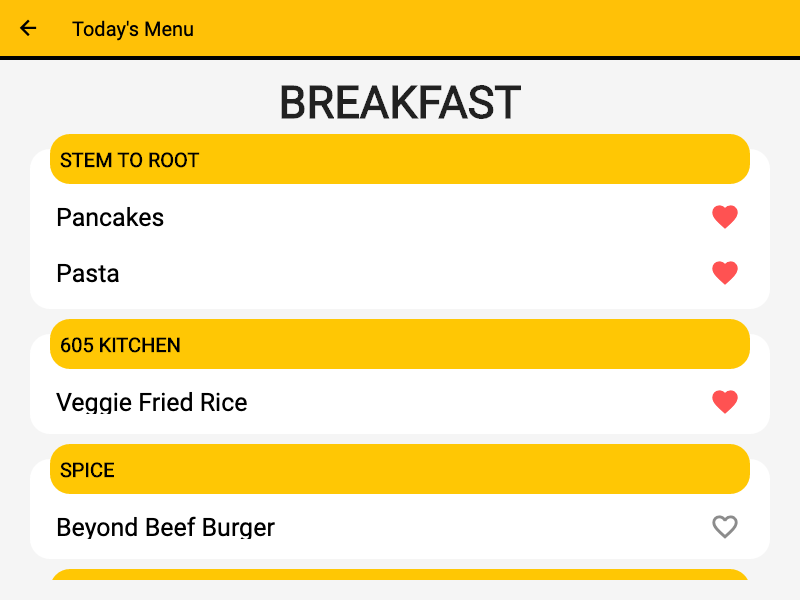 Today's Menu
BREAKFAST
STEM TO ROOT
Pancakes
Pasta
605 KITCHEN
Veggie Fried Rice
SPICE
Beyond Beef Burger